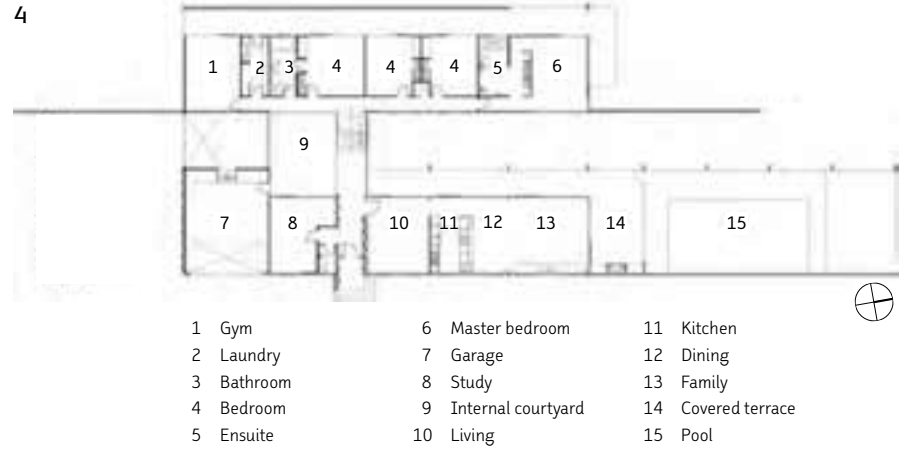 4
1 2 3 4 4 4 5 6
9
7 8 10 11 12 13 14 15
1 Gym
2 Laundry
3 Bathroom
4 Bedroom
5 Ensuite
6 Master bedroom
7 Garage
8 Study
9 Internal courtyard
10 Living
11 Kitchen
12 Dining
13 Family
14 Covered terrace
15 Pool